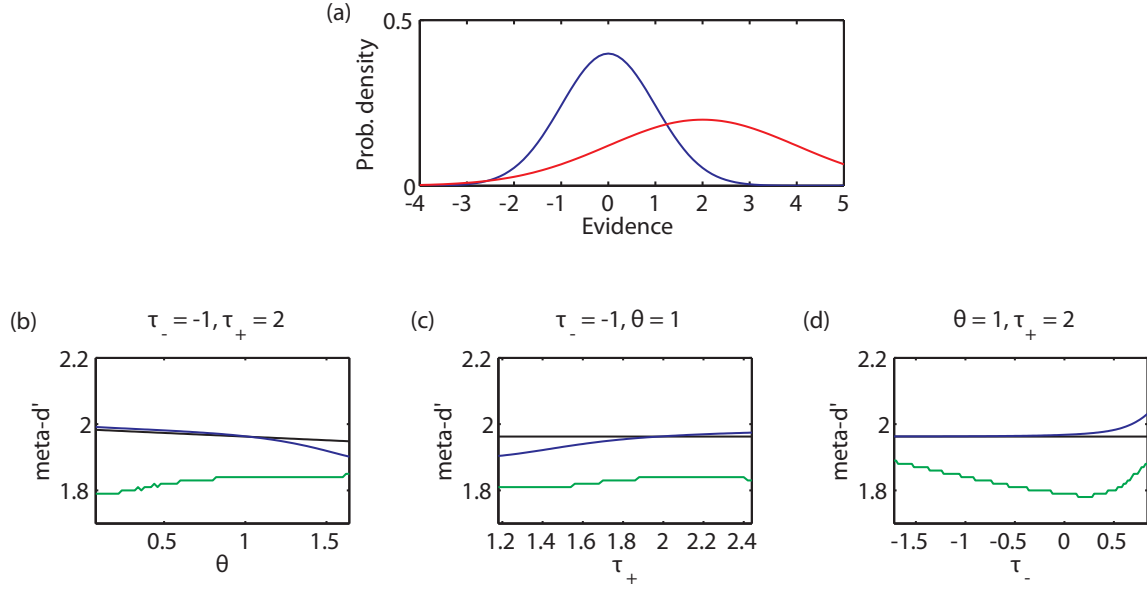 (a)
0.5
Prob. density
0
-4 -3 -2 -1 0 1 2 3 4 5
Evidence
(b)
τ_ = -1, τ+ = 2
2.2
2
1.8
meta-d'
0.5 1 1.5
θ
(c)
τ_ = -1, θ = 1
2.2
2
1.8
meta-d'
1.2 1.4 1.6 1.8 2 2.2 2.4
τ+
(d)
θ = 1, τ+ = 2
2.2
2
1.8
meta-d'
-1.5 -1 -0.5 0 0.5
τ_